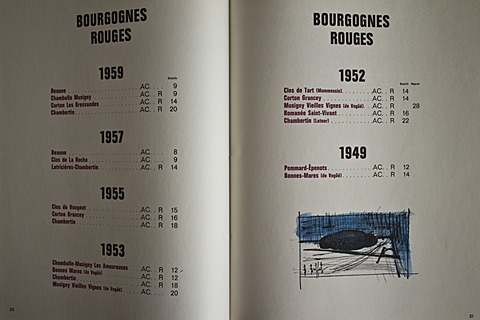 BOURGOGNES
ROUGES
1959
Beaune ........ AC. . . 9
Chambolle Musigny ........ AC. . R 9
Corton Les Bressandes ........ AC. . R 14
Chambertin ........ AC. . R 20
1957
Beaune ........ AC. . . 8
Clos de La Roche ........ AC. . . 9
Latricières-Chambertin ........ AC. . R 14
1955
Clos de Vougeot ........ AC. . R 15
Corton Grancey ........ AC. . R 16
Chambertin ........ AC. . R 18
1953
Chambolle-Musigny Les Amoureuses
Bonnes Mares (de Vogüé) ........ AC. . R 12
Chambertin ........ AC. . R 12
Musigny Vieilles Vignes (de Vogüé) ........ AC. . R 18
AC. . . 20
20
BOURGOGNES
ROUGES
1952
Clos de Tart (Mommessin) ........ AC. . R 14
Corton Grancey ........ AC. . R 14
Musigny Vieilles Vignes (de Vogüé) ........ AC. . R 28
Romanée Saint-Vivant ........ AC. . R 16
Chambertin (Latour) ........ AC. . R 22
1949
Pommard-Épenots ........ AC. . R 12
Bonnes-Mares (de Vogüé) ........ AC. . R 14
21